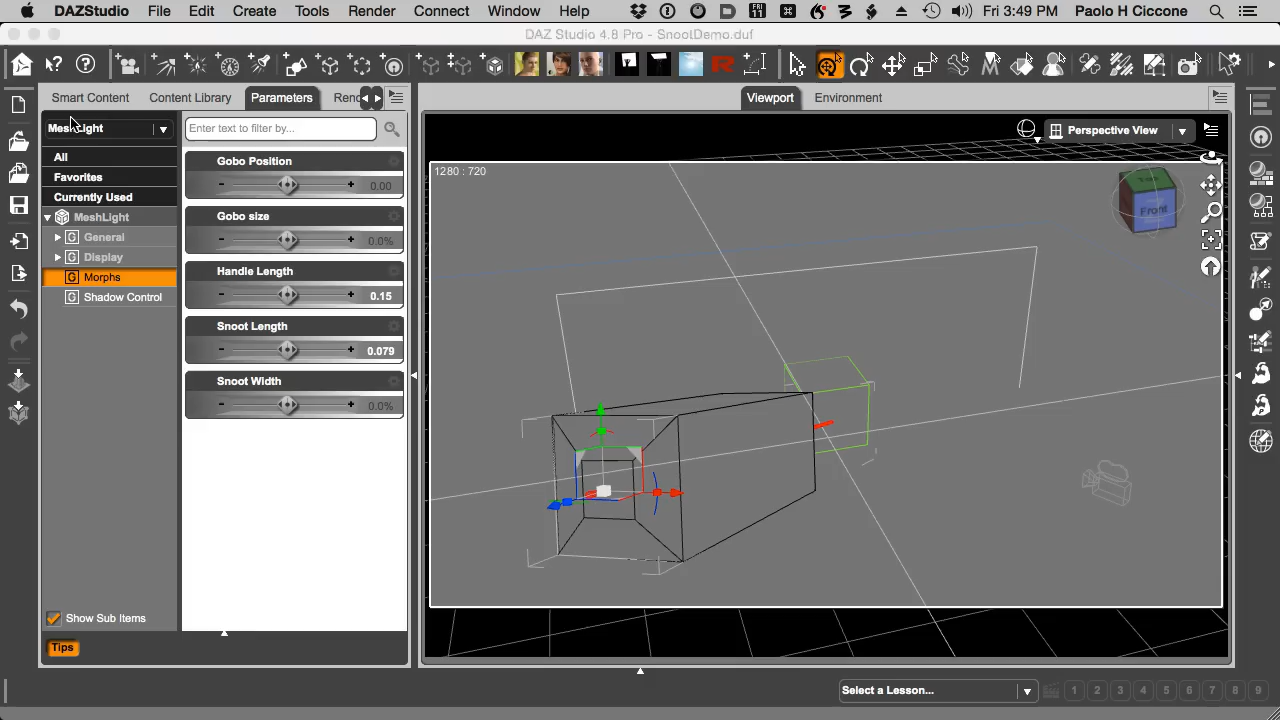 DAZStudio File Edit Create Tools Render Connect Window Help Fri 3:49 PM Paolo H Ciccone
DAZ Studio 4.8 Pro - SnootDemo.duf
Smart Content Content Library Parameters Rend Viewport Environment
MeshLight Enter text to filter by... Perspective View
All
Favorites
Currently Used
MeshLight
General
Display
Morphs
Shadow Control
Gobo Position
0.00
Gobo size
0.0%
Handle Length
0.15
Snoot Length
0.079
Snoot Width
0.0%
1280 : 720
Top
Front
Show Sub Items
Tips
Select a Lesson... 1 2 3 4 5 6 7 8 9